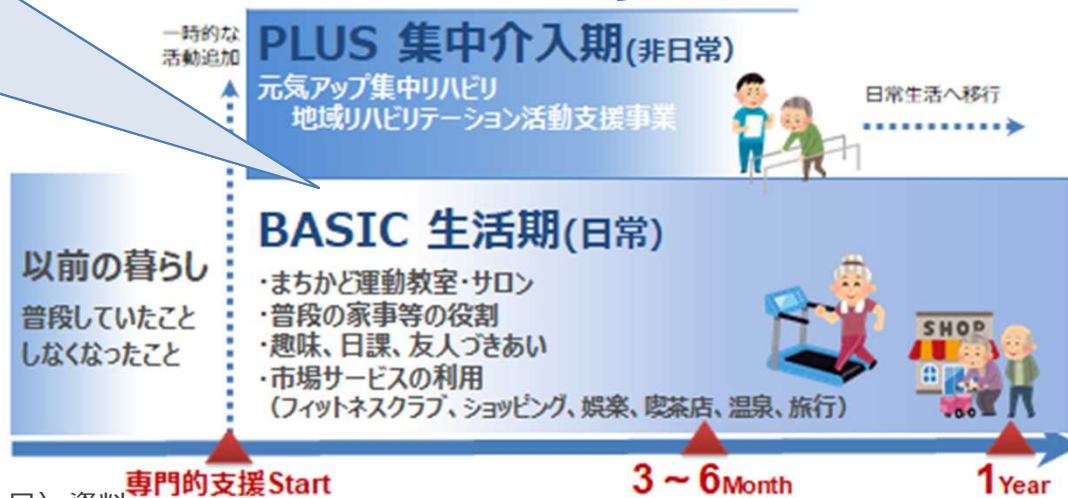 一時的な
活動追加
PLUS 集中介入期(非日常)
元気アップ集中リハビリ
地域リハビリテーション活動支援事業
日常生活へ移行
以前の暮らし
普段していたこと
しなくなったこと
BASIC 生活期(日常)
・まちかど運動教室・サロン
・普段の家事等の役割
・趣味、日課、友人づきあい
・市場サービスの利用
(フィットネスクラブ、ショッピング、娯楽、喫茶店、温泉、旅行)
SHOP
専門的支援Start
3～6Month
1Year